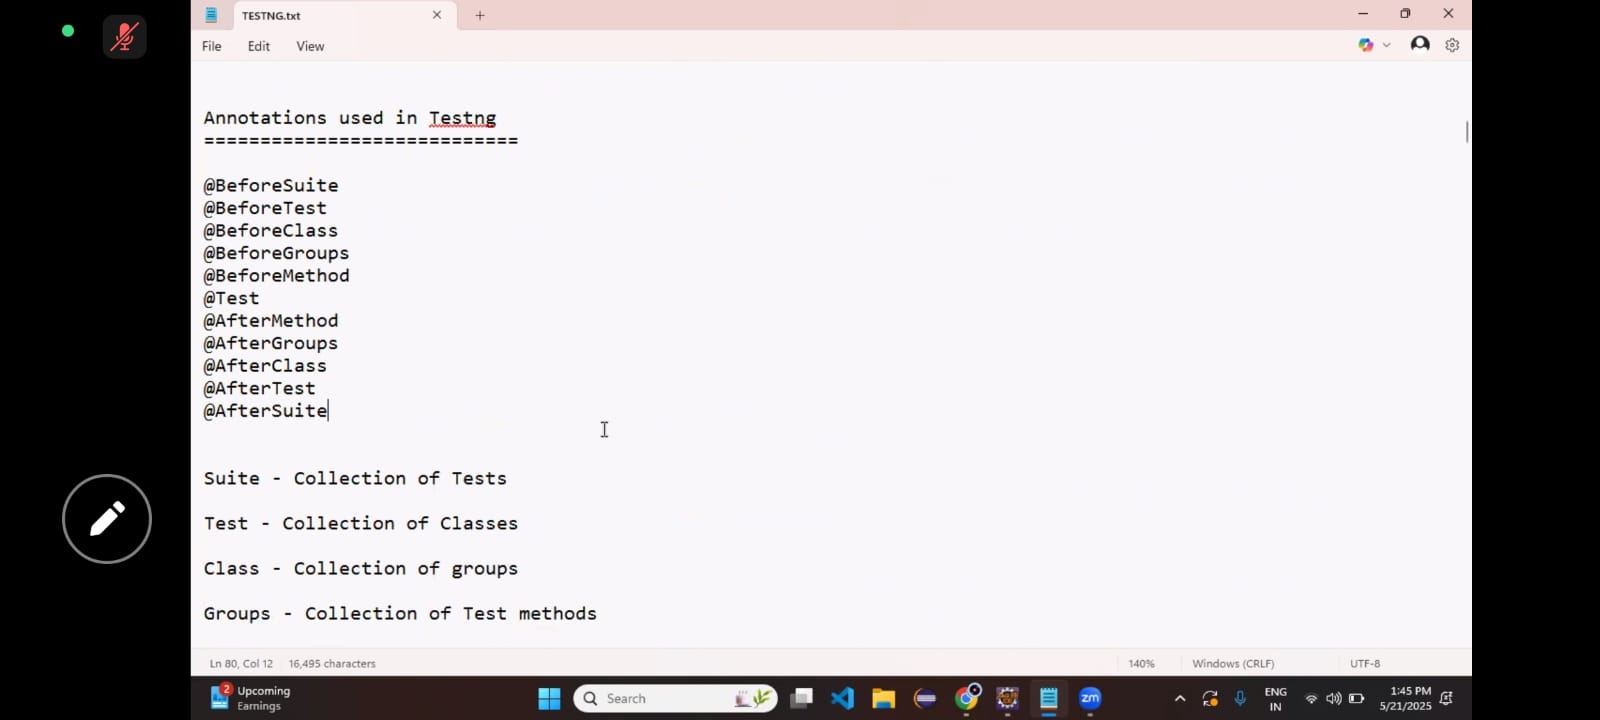 TESTNG.txt
File Edit View
Annotations used in Testng
============================
@BeforeSuite
@BeforeTest
@BeforeClass
@BeforeGroups
@BeforeMethod
@Test
@AfterMethod
@AfterGroups
@AfterClass
@AfterTest
@AfterSuite
Suite - Collection of Tests
Test - Collection of Classes
Class - Collection of groups
Groups - Collection of Test methods
Ln 80, Col 12 16,495 characters 140% Windows (CRLF) UTF-8
2 Upcoming
Earnings
Search
zm
ENG
IN
1:45 PM
5/21/2025